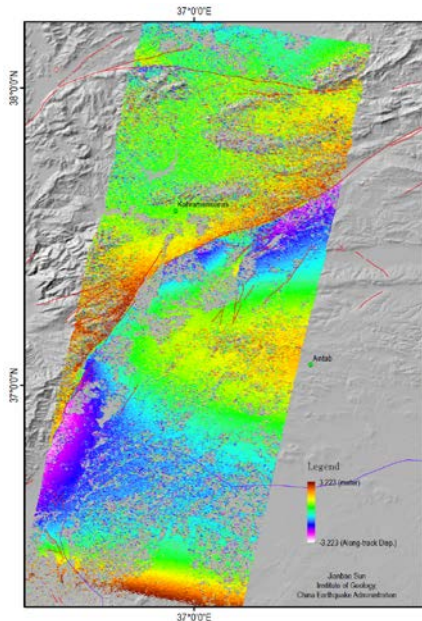 37°0'0"E
38°0'0"N
Kahramanmaras
Antab
37°0'0"N
Legend
3.223 (meter)
-3.223 (Along-track Disp.)
Jianbao Sun
Institute of Geology,
China Earthquake Administration
37°0'0"E